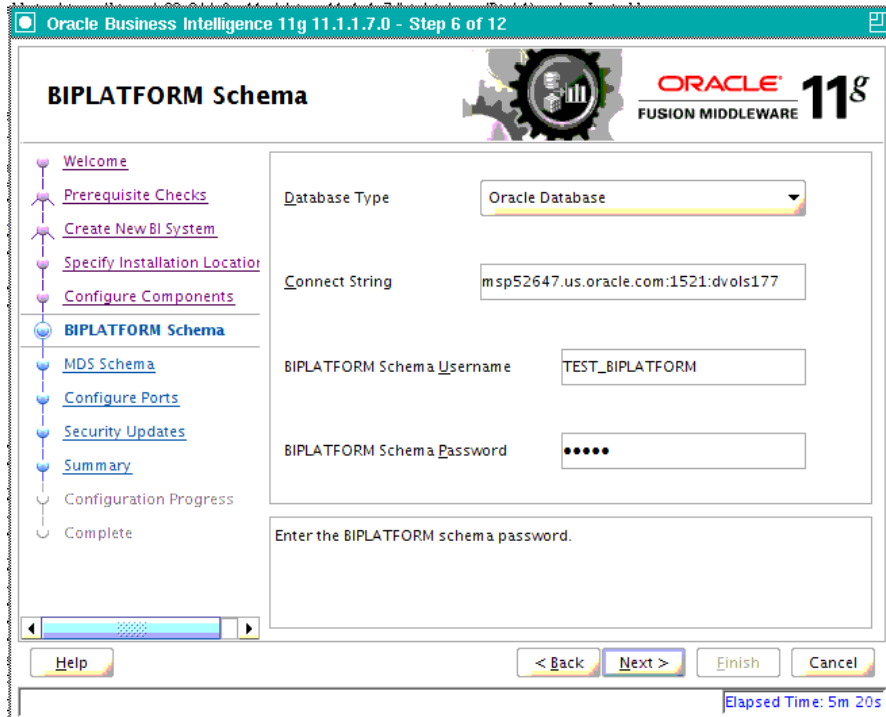 Oracle Business Intelligence 11g 11.1.1.7.0 - Step 6 of 12
BIPLATFORM Schema
ORACLE
FUSION MIDDLEWARE
11g
Welcome
Prerequisite Checks
Create New BI System
Specify Installation Location
Configure Components
BIPLATFORM Schema
MDS Schema
Configure Ports
Security Updates
Summary
Configuration Progress
Complete
Database Type
Oracle Database
Connect String
msp52647.us.oracle.com:1521:dvols177
BIPLATFORM Schema Username
TEST_BIPLATFORM
BIPLATFORM Schema Password
•••••
Enter the BIPLATFORM schema password.
Help
< Back
Next >
Finish
Cancel
Elapsed Time: 5m 20s